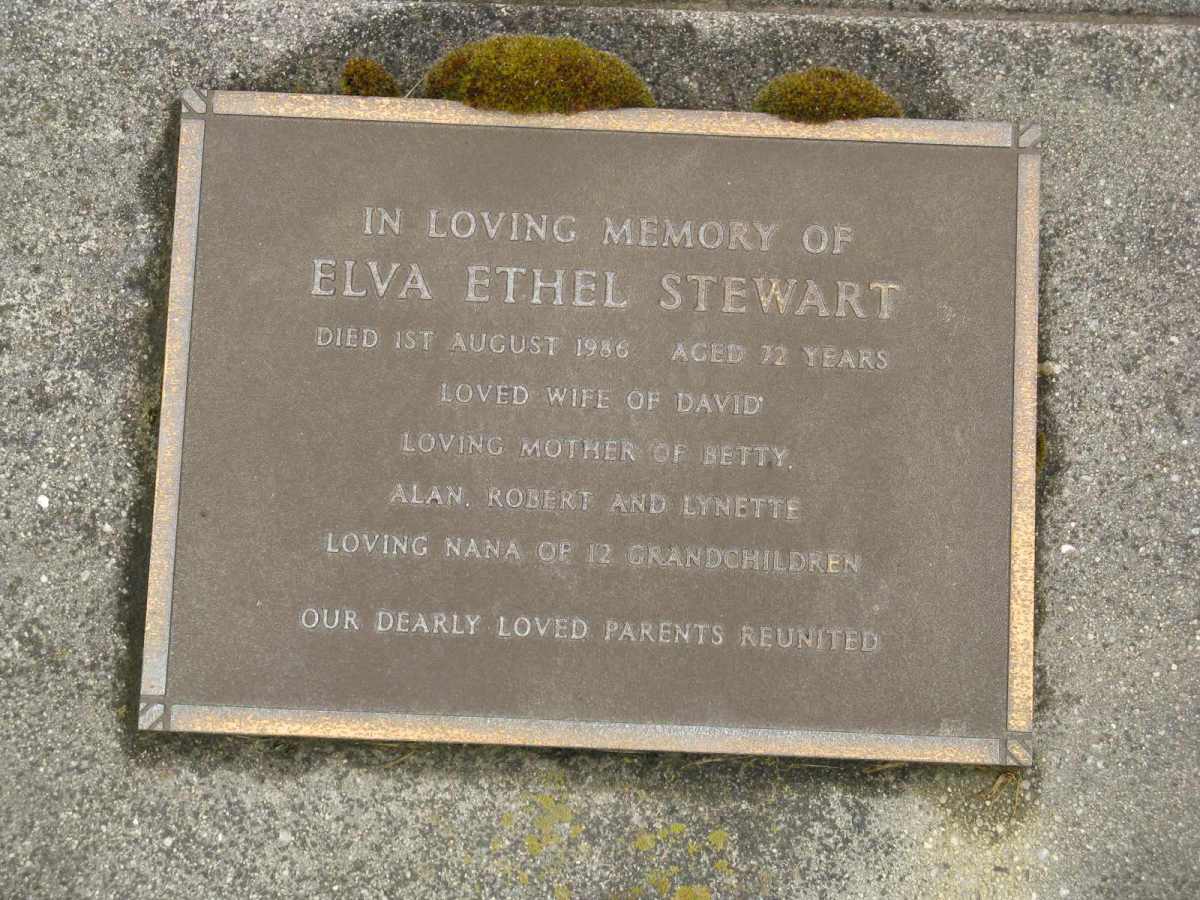 IN LOVING MEMORY OF
ELVA ETHEL STEWART
DIED 1ST AUGUST 1986 AGED 72 YEARS
LOVED WIFE OF DAVID
LOVING MOTHER OF BETTY,
ALAN, ROBERT AND LYNETTE
LOVING NANA OF 12 GRANDCHILDREN
OUR DEARLY LOVED PARENTS REUNITED